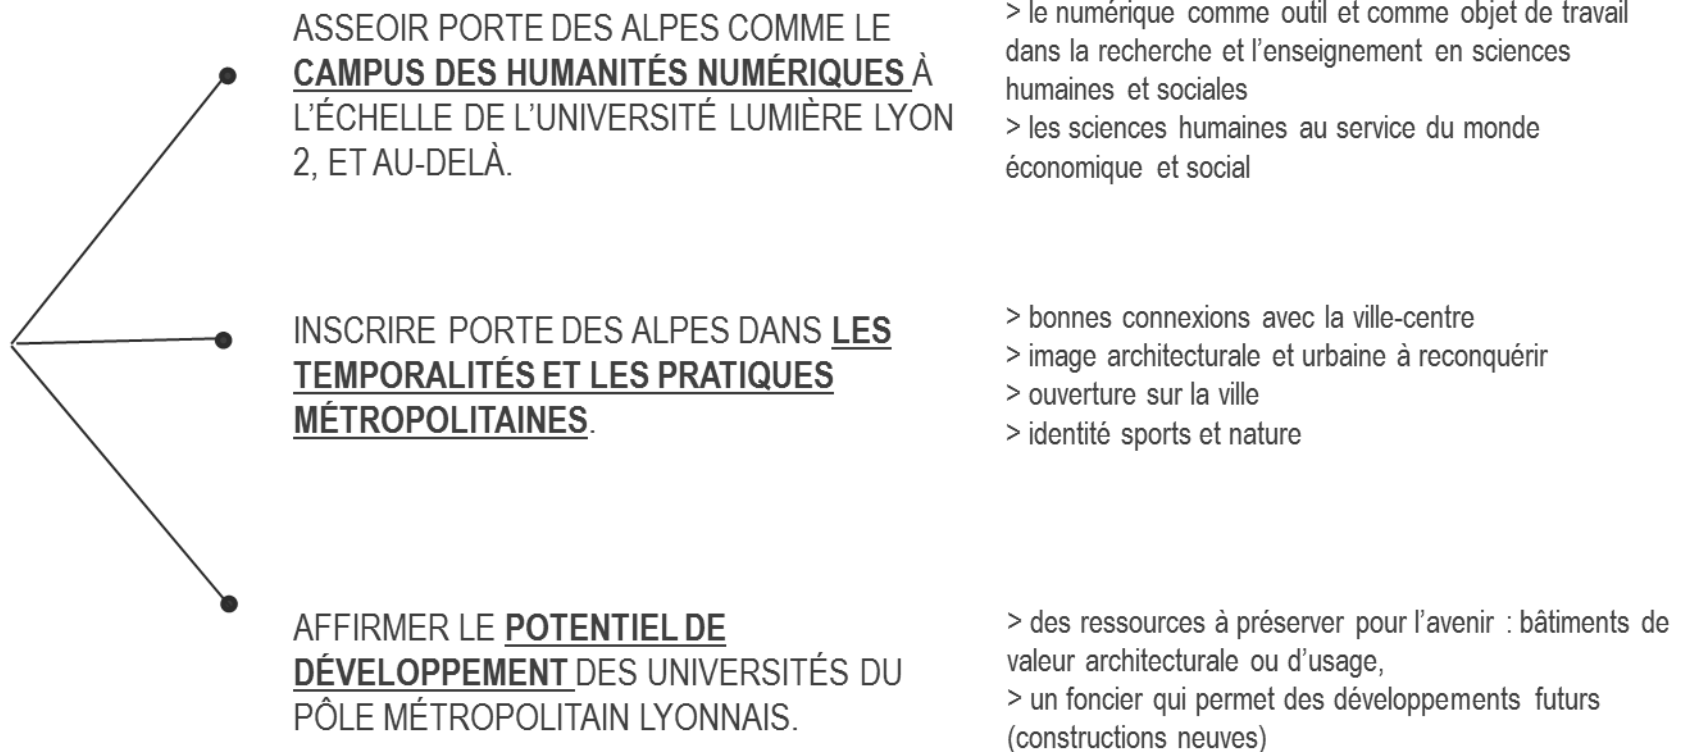 ASSEOIR PORTE DES ALPES COMME LE
CAMPUS DES HUMANITÉS NUMÉRIQUES À
L'ÉCHELLE DE L'UNIVERSITÉ LUMIÈRE LYON
2, ET AU-DELÀ.
> le numérique comme outil et comme objet de travail
dans la recherche et l'enseignement en sciences
humaines et sociales
> les sciences humaines au service du monde
économique et social
INSCRIRE PORTE DES ALPES DANS LES
TEMPORALITÉS ET LES PRATIQUES
MÉTROPOLITAINES.
> bonnes connexions avec la ville-centre
> image architecturale et urbaine à reconquérir
> ouverture sur la ville
> identité sports et nature
AFFIRMER LE POTENTIEL DE
DÉVELOPPEMENT DES UNIVERSITÉS DU
PÔLE MÉTROPOLITAIN LYONNAIS.
> des ressources à préserver pour l'avenir : bâtiments de
valeur architecturale ou d'usage,
> un foncier qui permet des développements futurs
(constructions neuves)